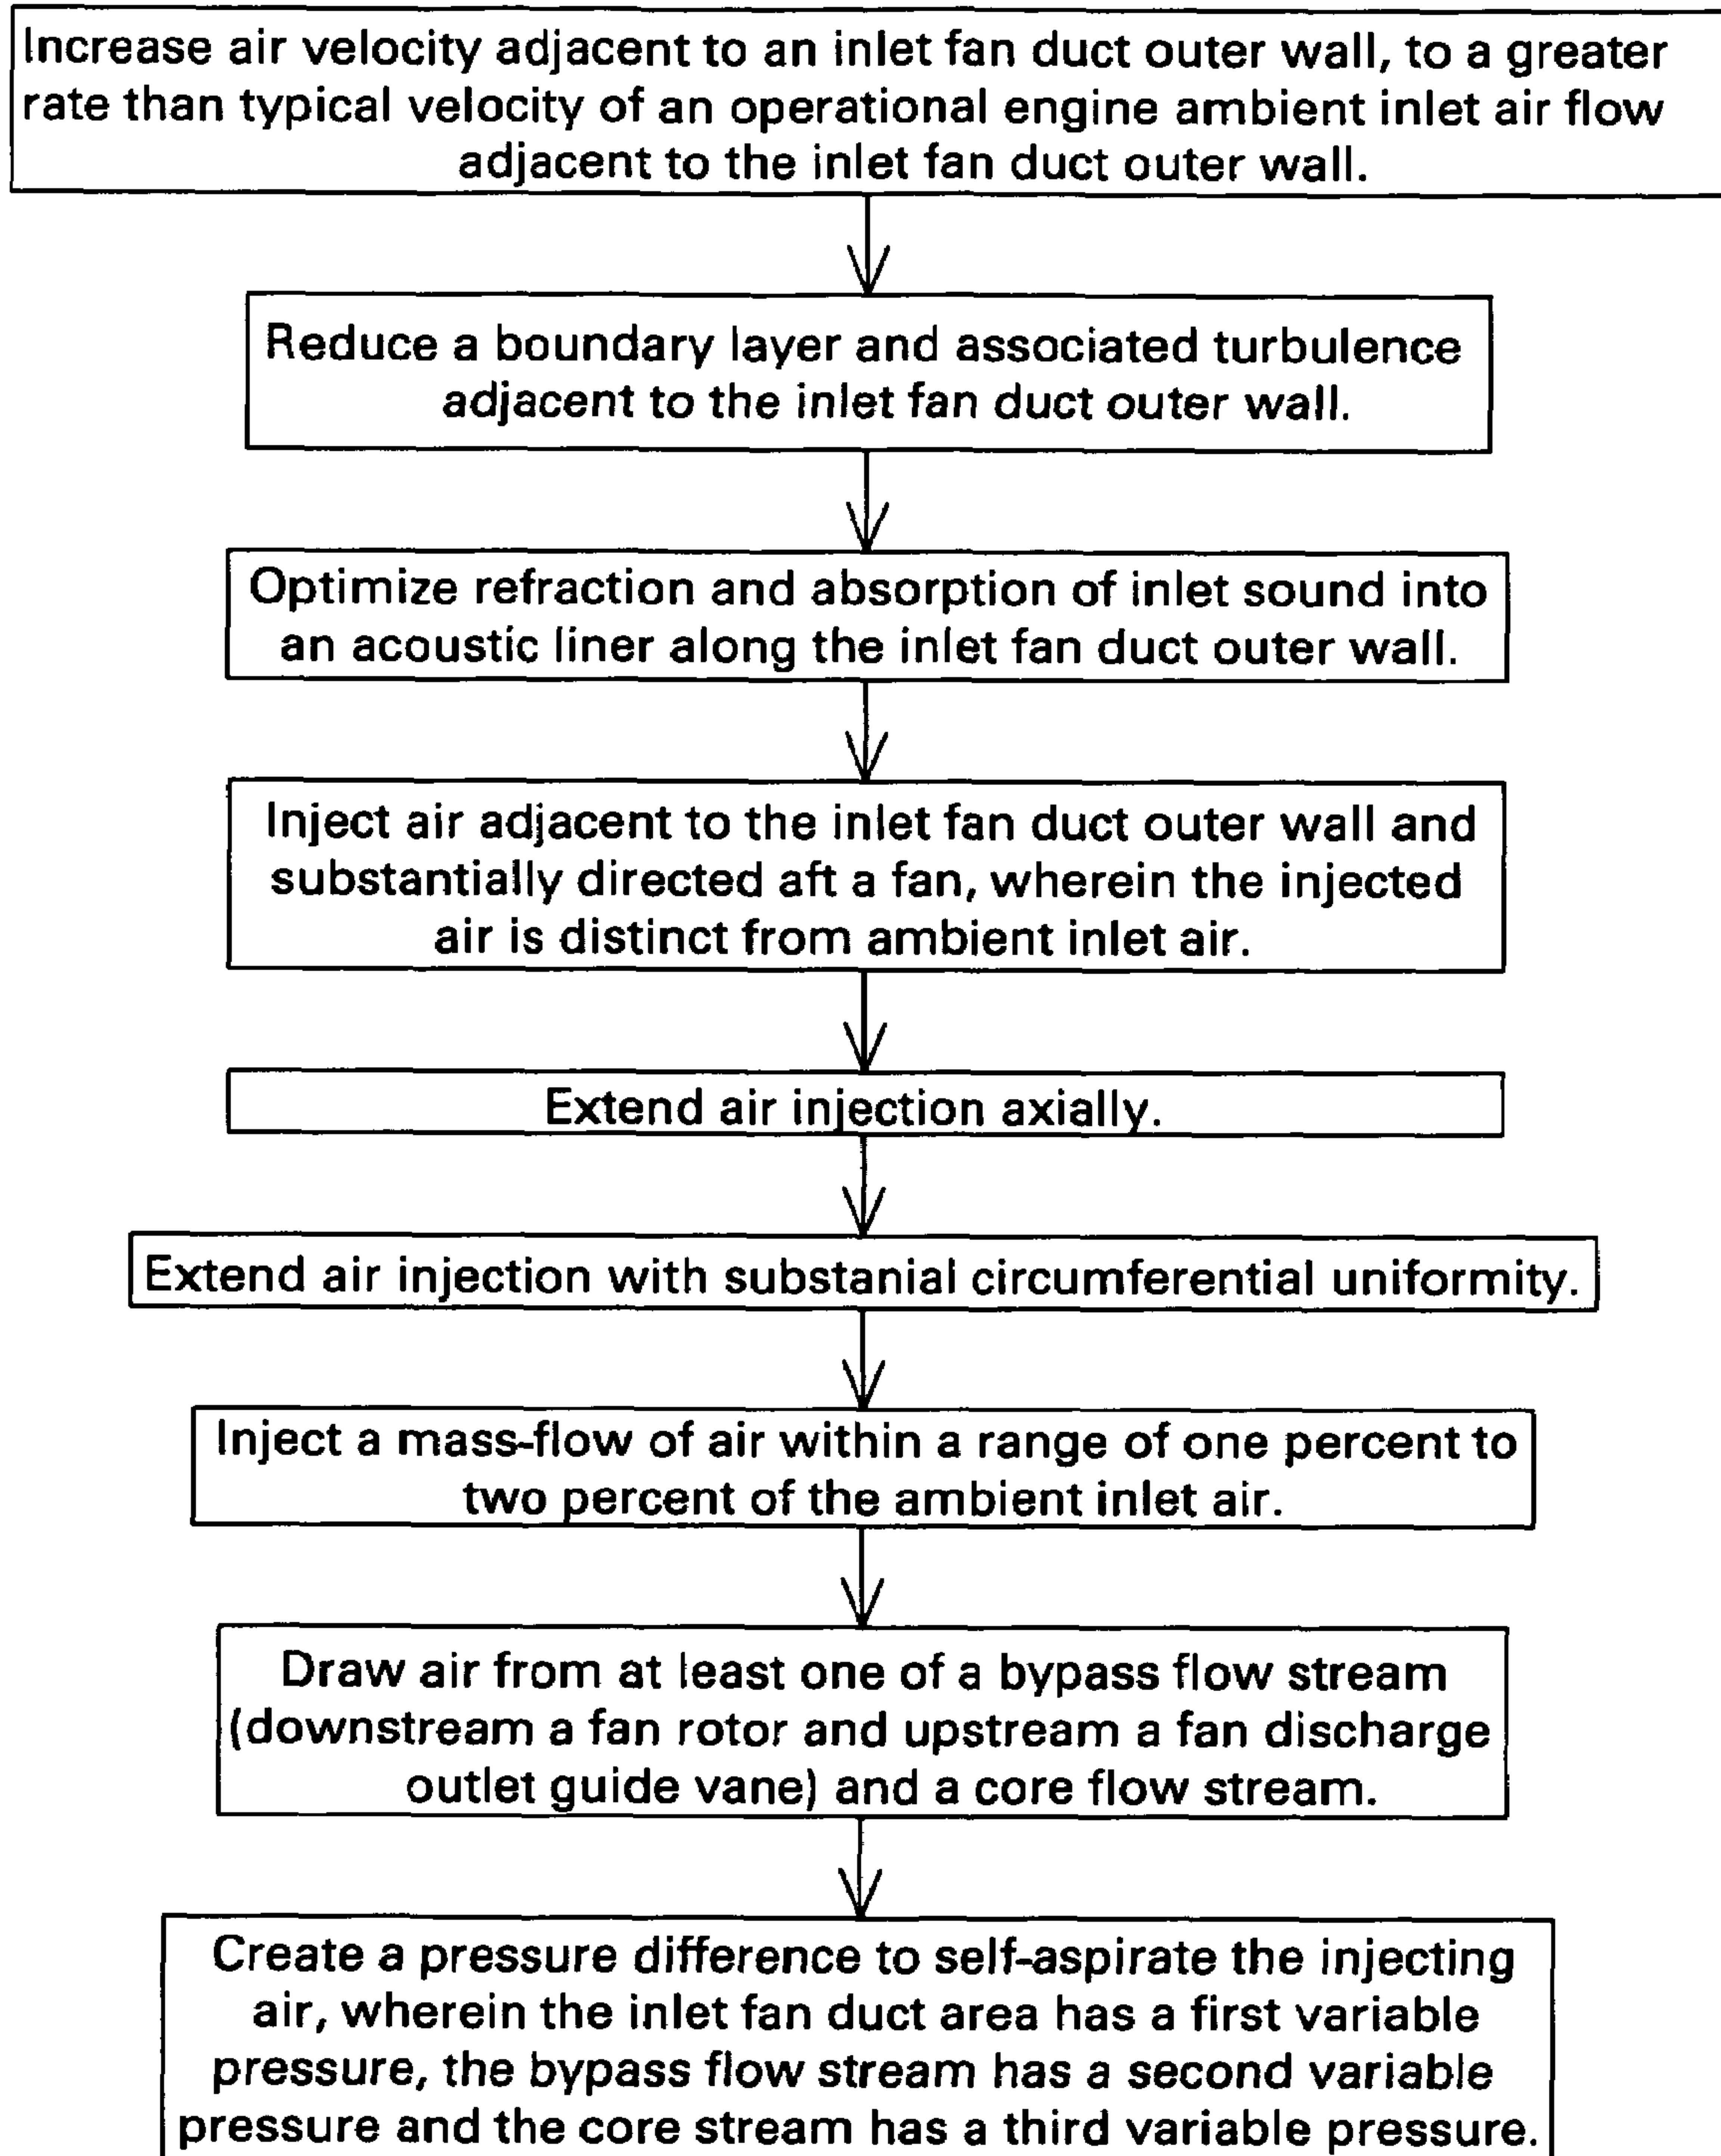 Increase air velocity adjacent to an inlet fan duct outer wall, to a greater
rate than typical velocity of an operational engine ambient inlet air flow
adjacent to the inlet fan duct outer wall.
Reduce a boundary layer and associated turbulence
adjacent to the inlet fan duct outer wall.
Optimize refraction and absorption of inlet sound into
an acoustic liner along the inlet fan duct outer wall.
Inject air adjacent to the inlet fan duct outer wall and
substantially directed aft a fan, wherein the injected
air is distinct from ambient inlet air.
Extend air injection axially.
Extend air injection with substanial circumferential uniformity.
Inject a mass-flow of air within a range of one percent to
two percent of the ambient inlet air.
Draw air from at least one of a bypass flow stream
(downstream a fan rotor and upstream a fan discharge
outlet guide vane) and a core flow stream.
Create a pressure difference to self-aspirate the injecting
air, wherein the inlet fan duct area has a first variable
pressure, the bypass flow stream has a second variable
pressure and the core stream has a third variable pressure.